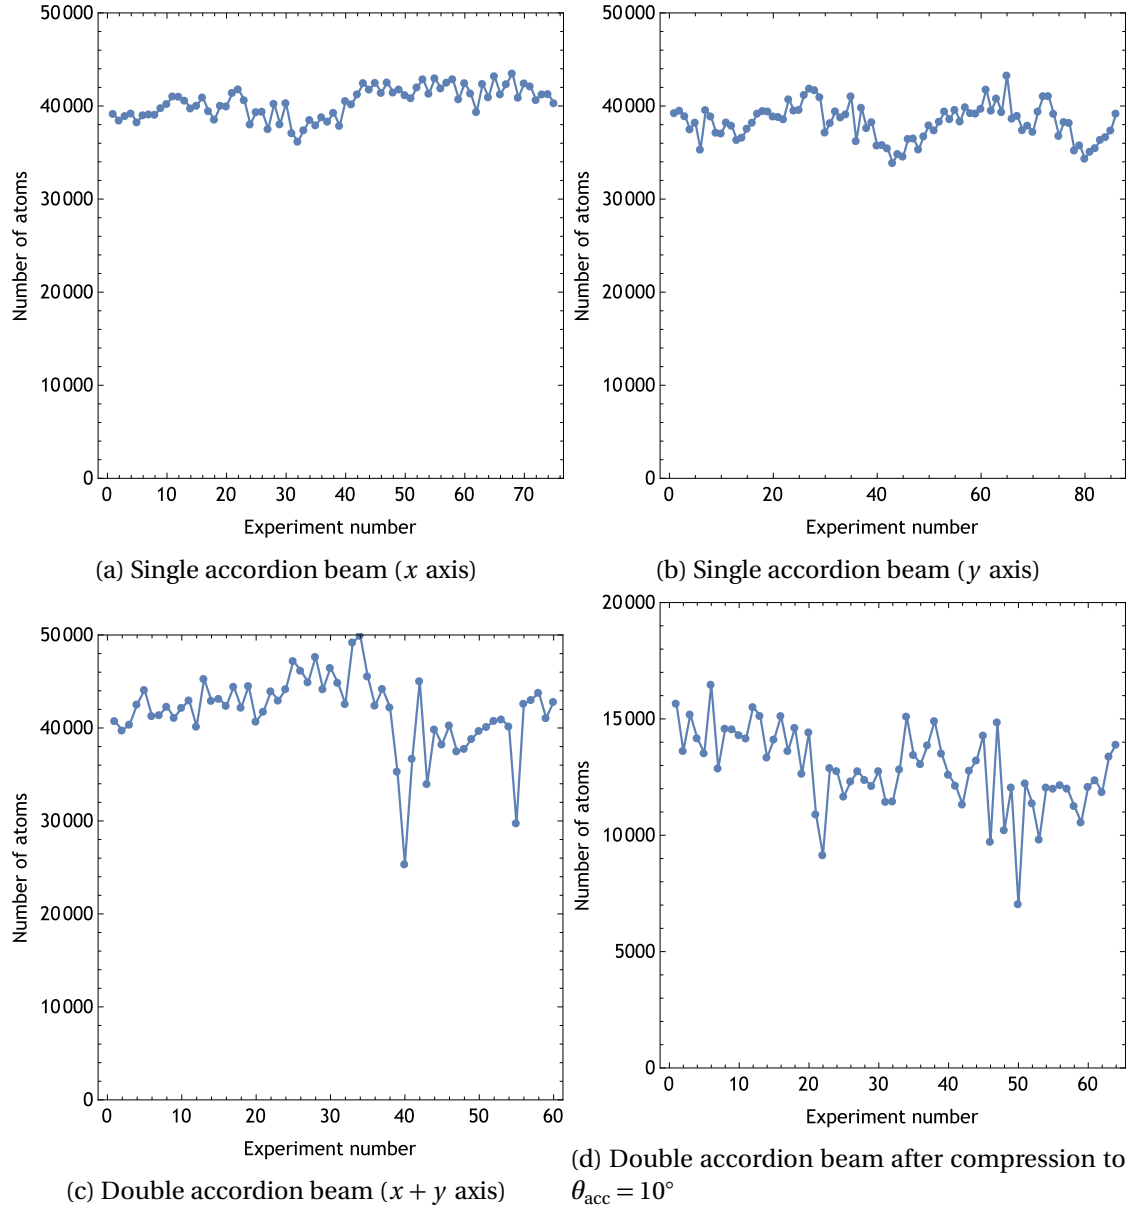 50000
40000
30000
20000
10000
0
Number of atoms
0 10 20 30 40 50 60 70
Experiment number
(a) Single accordion beam (x axis)
50000
40000
30000
20000
10000
0
Number of atoms
0 20 40 60 80
Experiment number
(b) Single accordion beam (y axis)
50000
40000
30000
20000
10000
0
Number of atoms
0 10 20 30 40 50 60
Experiment number
(c) Double accordion beam (x + y axis)
20000
15000
10000
5000
0
Number of atoms
0 10 20 30 40 50 60
Experiment number
(d) Double accordion beam after compression to
θacc = 10°